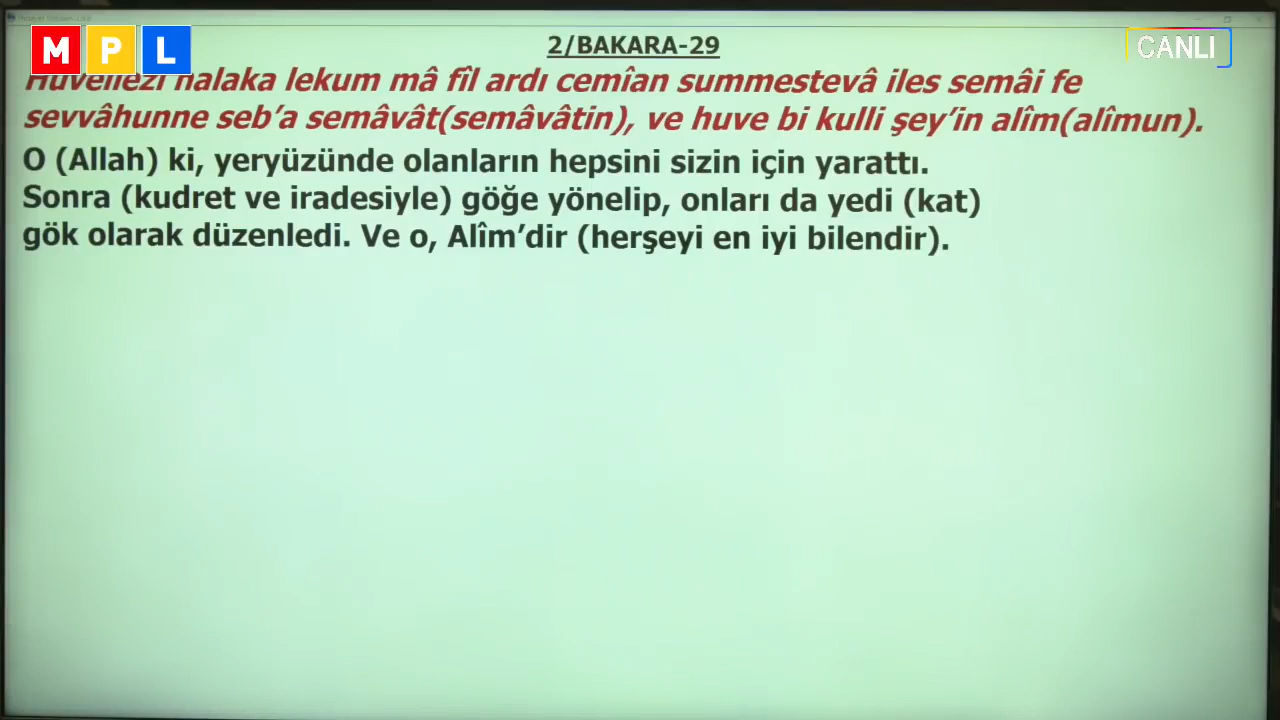 M P L
CANLI
2/BAKARA-29
Huvellezî halaka lekum mâ fîl ardı cemîan summestevâ iles semâi fe
sevvâhunne seb’a semâvât(semâvâtin), ve huve bi kulli şey’in alîm(alîmun).
O (Allah) ki, yeryüzünde olanların hepsini sizin için yarattı.
Sonra (kudret ve iradesiyle) göğe yönelip, onları da yedi (kat)
gök olarak düzenledi. Ve o, Alîm’dir (herşeyi en iyi bilendir).